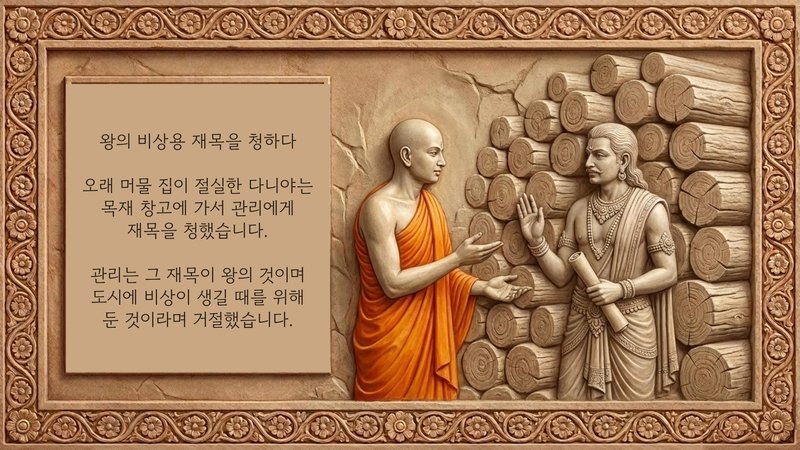 왕의 비상용 재목을 청하다
오래 머물 집이 절실한 다니야는
목재 창고에 가서 관리에게
재목을 청했습니다.
관리는 그 재목이 왕의 것이며
도시에 비상이 생길 때를 위해
둔 것이라며 거절했습니다.